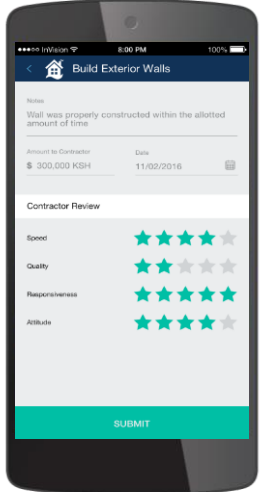 InVision 8:00 PM 100%
Build Exterior Walls
Notes
Wall was properly constructed within the allotted
amount of time
Amount to Contractor Date
$ 300,000 KSH 11/02/2016
Contractor Review
Speed
Quality
Responsiveness
Attitude
SUBMIT